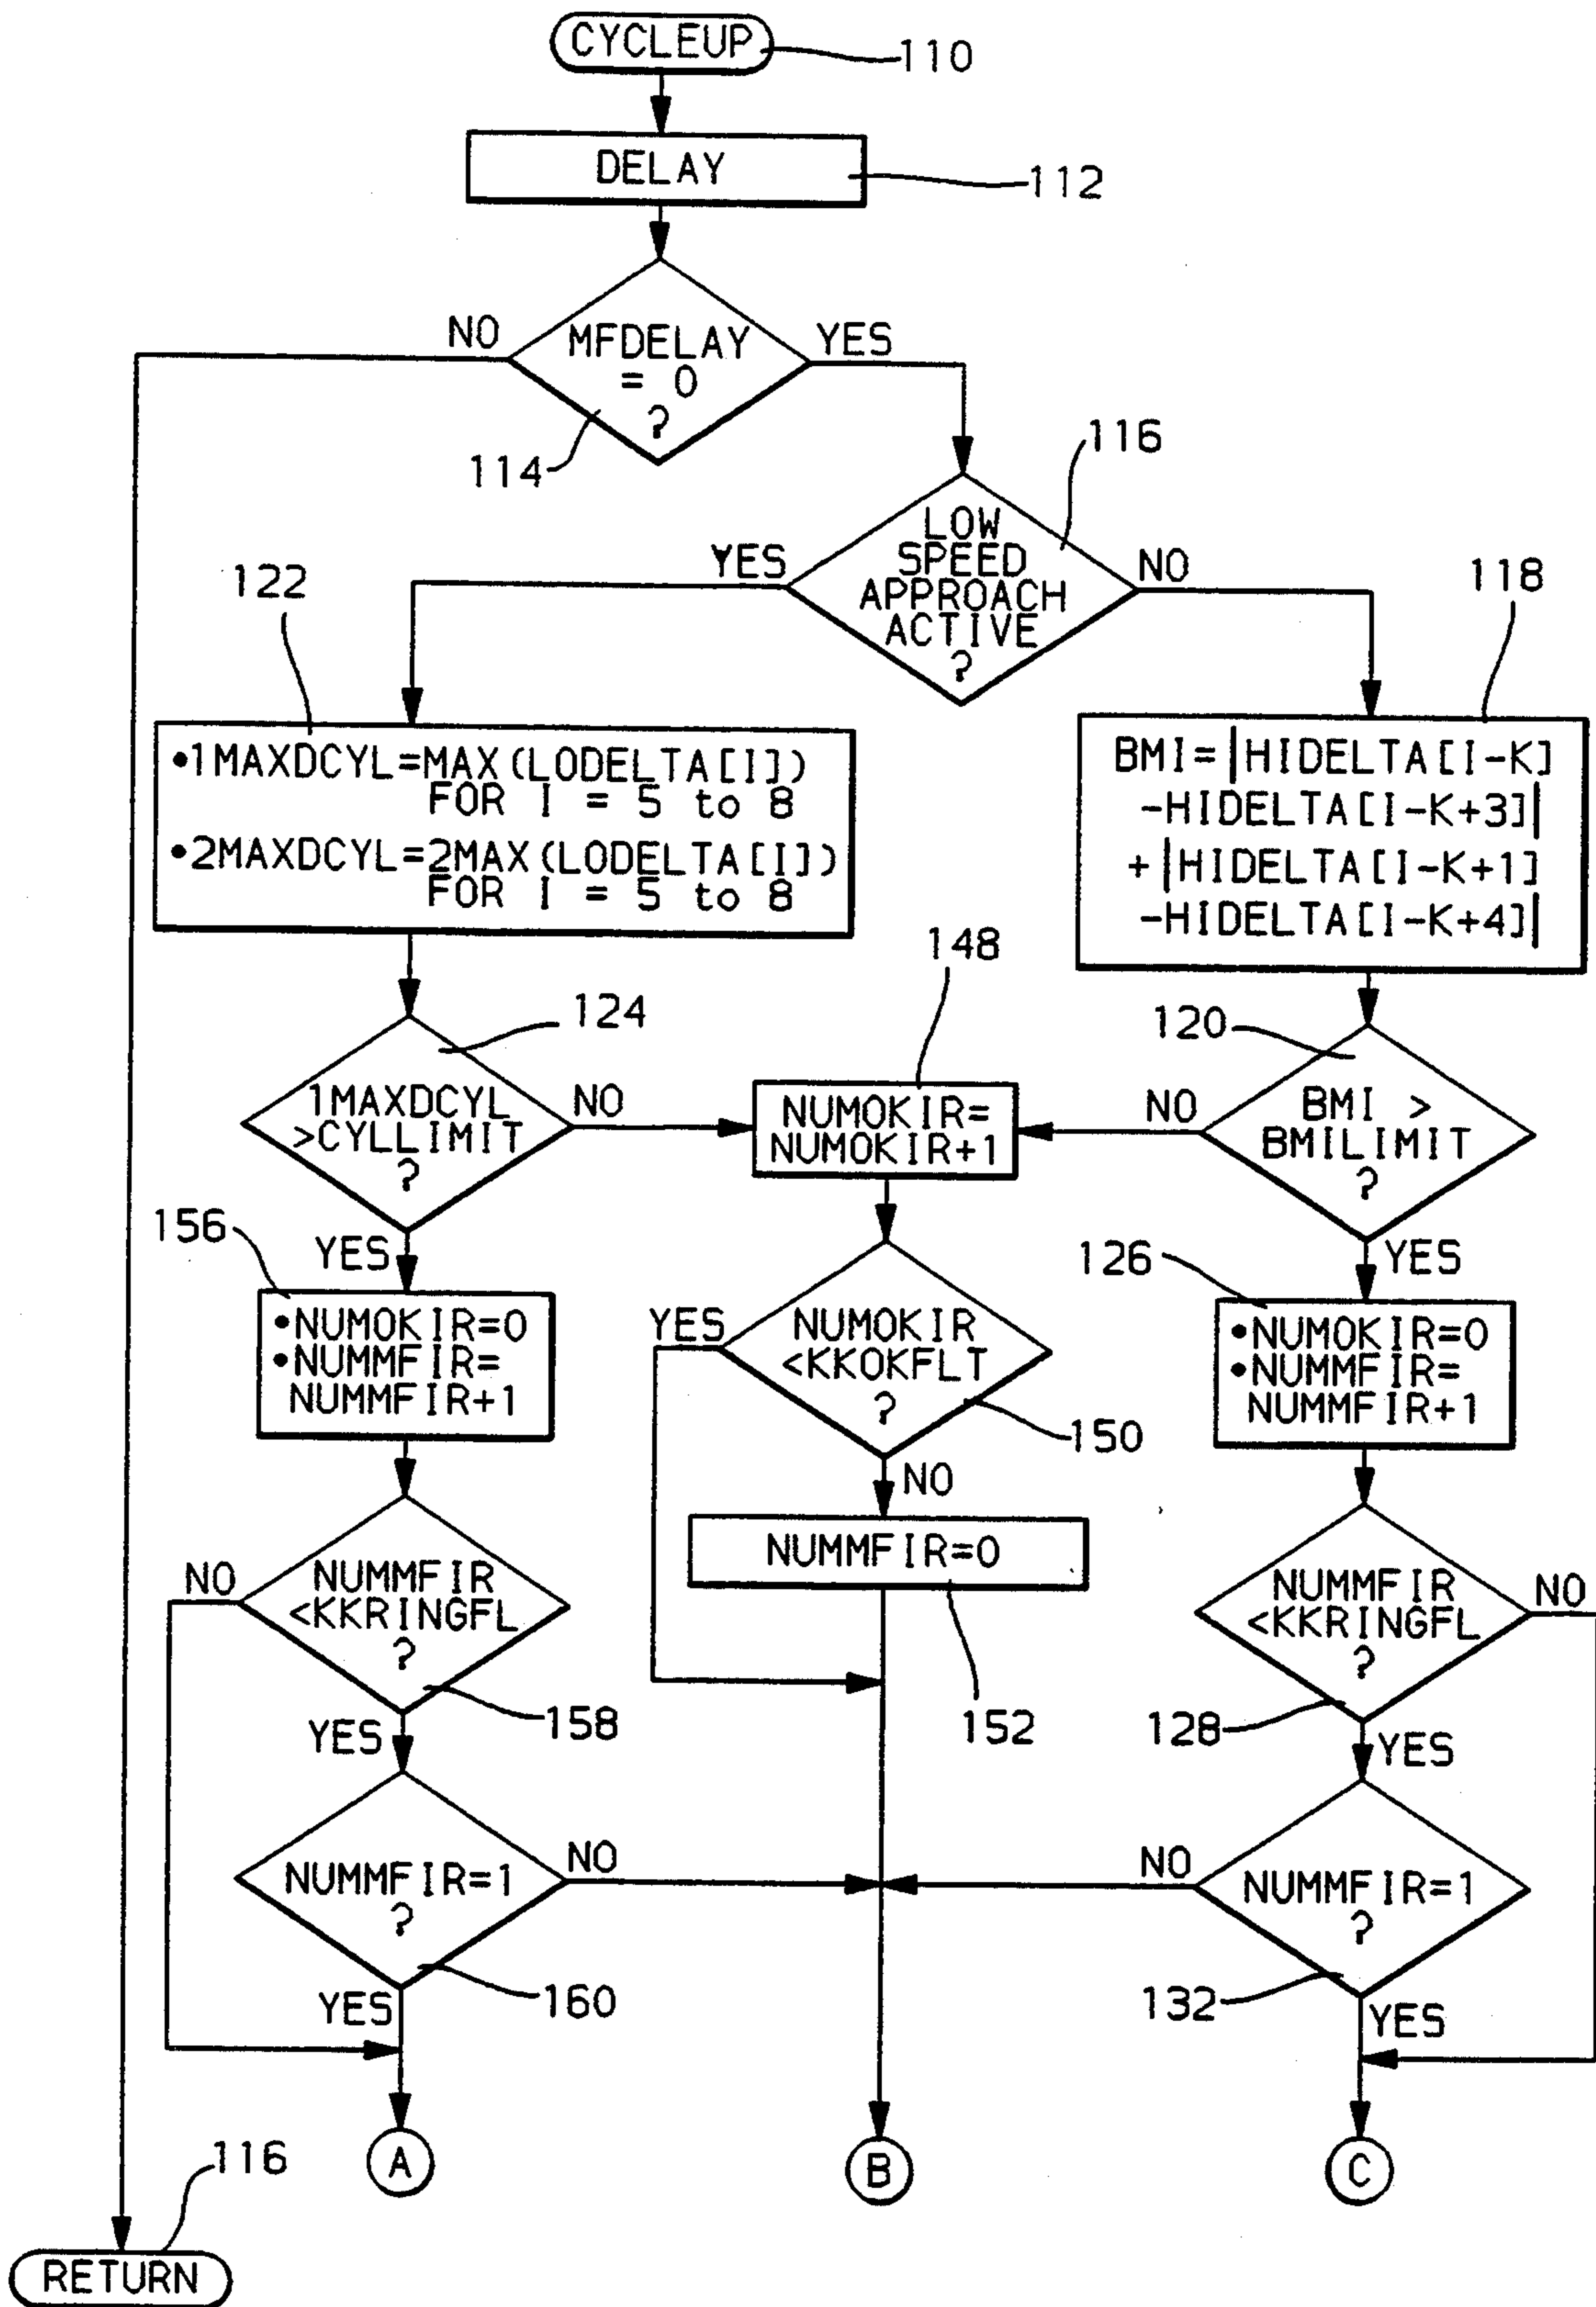 CYCLEUP
110
DELAY
112
NO
MFDELAY
= 0
?
YES
114
116
LOW
SPEED
APPROACH
ACTIVE
?
YES
NO
122
118
•1MAXDCYL=MAX(LODELTA[I])
FOR I = 5 to 8
•2MAXDCYL=2MAX(LODELTA[I])
FOR I = 5 to 8
BMI=|HIDELTA[I-K]
-HIDELTA[I-K+3]|
+|HIDELTA[I-K+1]
-HIDELTA[I-K+4]|
124
148
120
1MAXDCYL
>CYLLIMIT
?
NO
NUMOKIR=
NUMOKIR+1
NO
BMI >
BMILIMIT
?
156
YES
126
YES
•NUMOKIR=0
•NUMMFIR=
NUMMFIR+1
YES
NUMOKIR
<KKOKFLT
?
150
NO
•NUMOKIR=0
•NUMMFIR=
NUMMFIR+1
NO
NUMMFIR
<KKRINGFL
?
158
YES
NUMMFIR=0
152
NUMMFIR
<KKRINGFL
?
NO
128
YES
NUMMFIR=1
?
NO
160
YES
NO
NUMMFIR=1
?
132
YES
A
B
C
116
RETURN